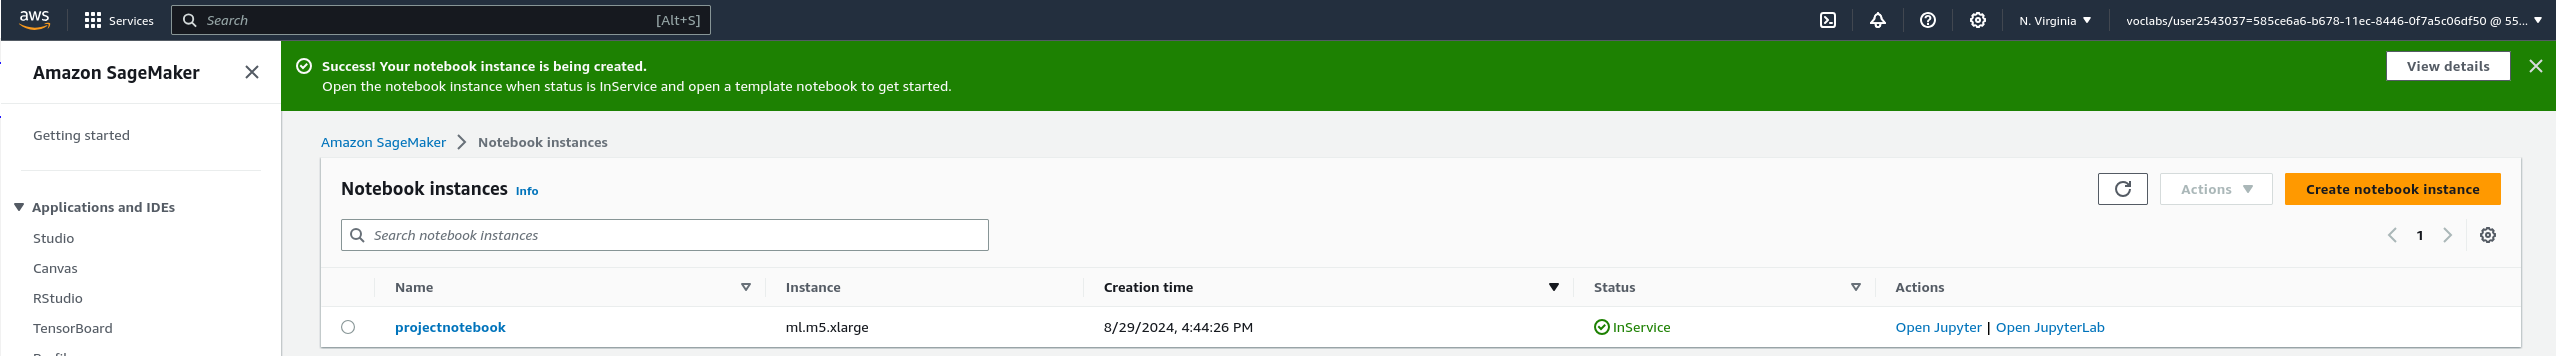 aws Services Search [Alt+S] N. Virginia voclabs/user2543037=585ce6a6-b678-11ec-8446-0f7a5c06df50 @ 55...
Amazon SageMaker
Getting started
Applications and IDEs
Studio
Canvas
RStudio
TensorBoard
Success! Your notebook instance is being created.
Open the notebook instance when status is InService and open a template notebook to get started.
View details
Amazon SageMaker Notebook instances
Notebook instances Info
Actions Create notebook instance
Search notebook instances
1
Name Instance Creation time Status Actions
projectnotebook ml.m5.xlarge 8/29/2024, 4:44:26 PM InService Open Jupyter | Open JupyterLab